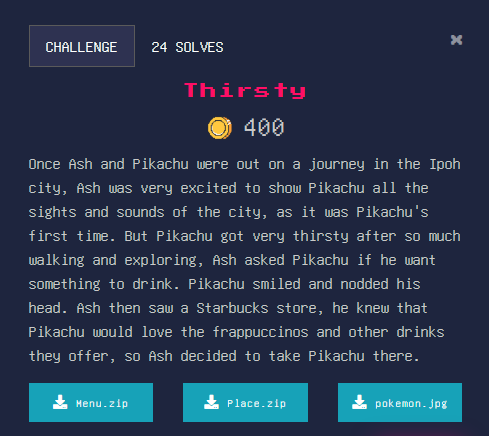 CHALLENGE 24 SOLVES ×
Thirsty
400
Once Ash and Pikachu were out on a journey in the Ipoh
city, Ash was very excited to show Pikachu all the
sights and sounds of the city, as it was Pikachu's
first time. But Pikachu got very thirsty after so much
walking and exploring, Ash asked Pikachu if he want
something to drink. Pikachu smiled and nodded his
head. Ash then saw a Starbucks store, he knew that
Pikachu would love the frappuccinos and other drinks
they offer, so Ash decided to take Pikachu there.
Menu.zip Place.zip pokemon.jpg